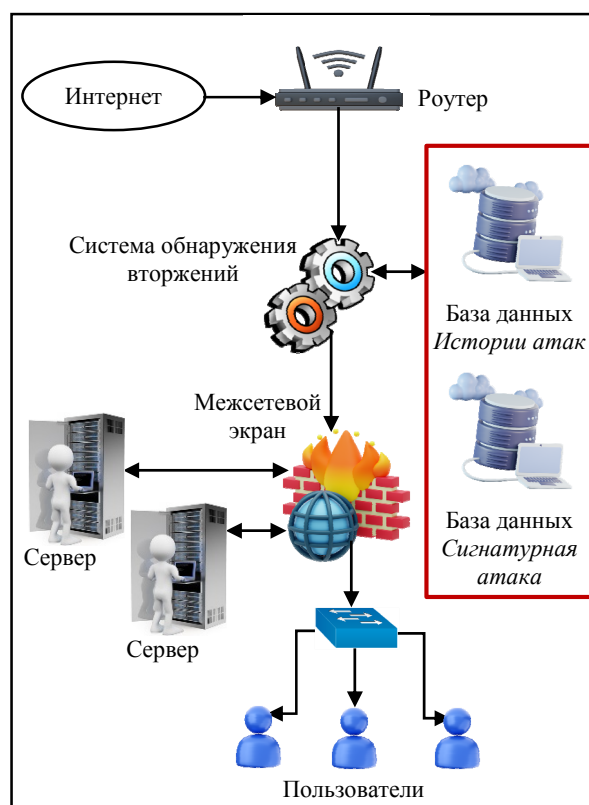 Интернет
Роутер
Система обнаружения
вторжений
База данных
Истории атак
Межсетевой
экран
База данных
Сигнатурная
атака
Сервер
Сервер
Пользователи